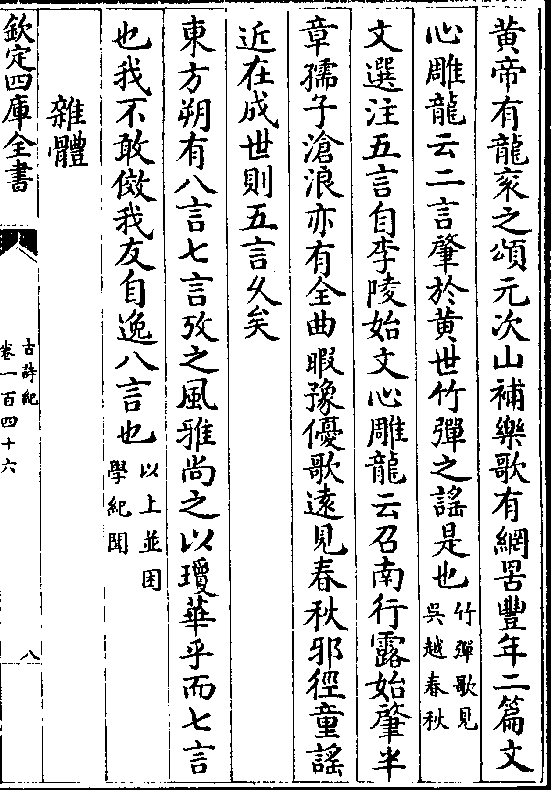 黄帝有龍衮之頌元次山補樂歌有網罟豐年二篇文
心雕龍云二言肇於黄世竹彈之謡是也竹彈歌見
吳越春秋
文選注五言自李陵始文心雕龍云召南行露始肇半
章孺子滄浪亦有全曲暇豫優歌逺見春秋邪徑童謡
近在成世則五言久矣
東方朔有八言七言攷之風雅尚之以瓊華乎而七言
也我不敢傚我友自逸八言也以上並困
學紀聞
雜體
欽定四庫全書
古詩紀
卷一百四十六
八